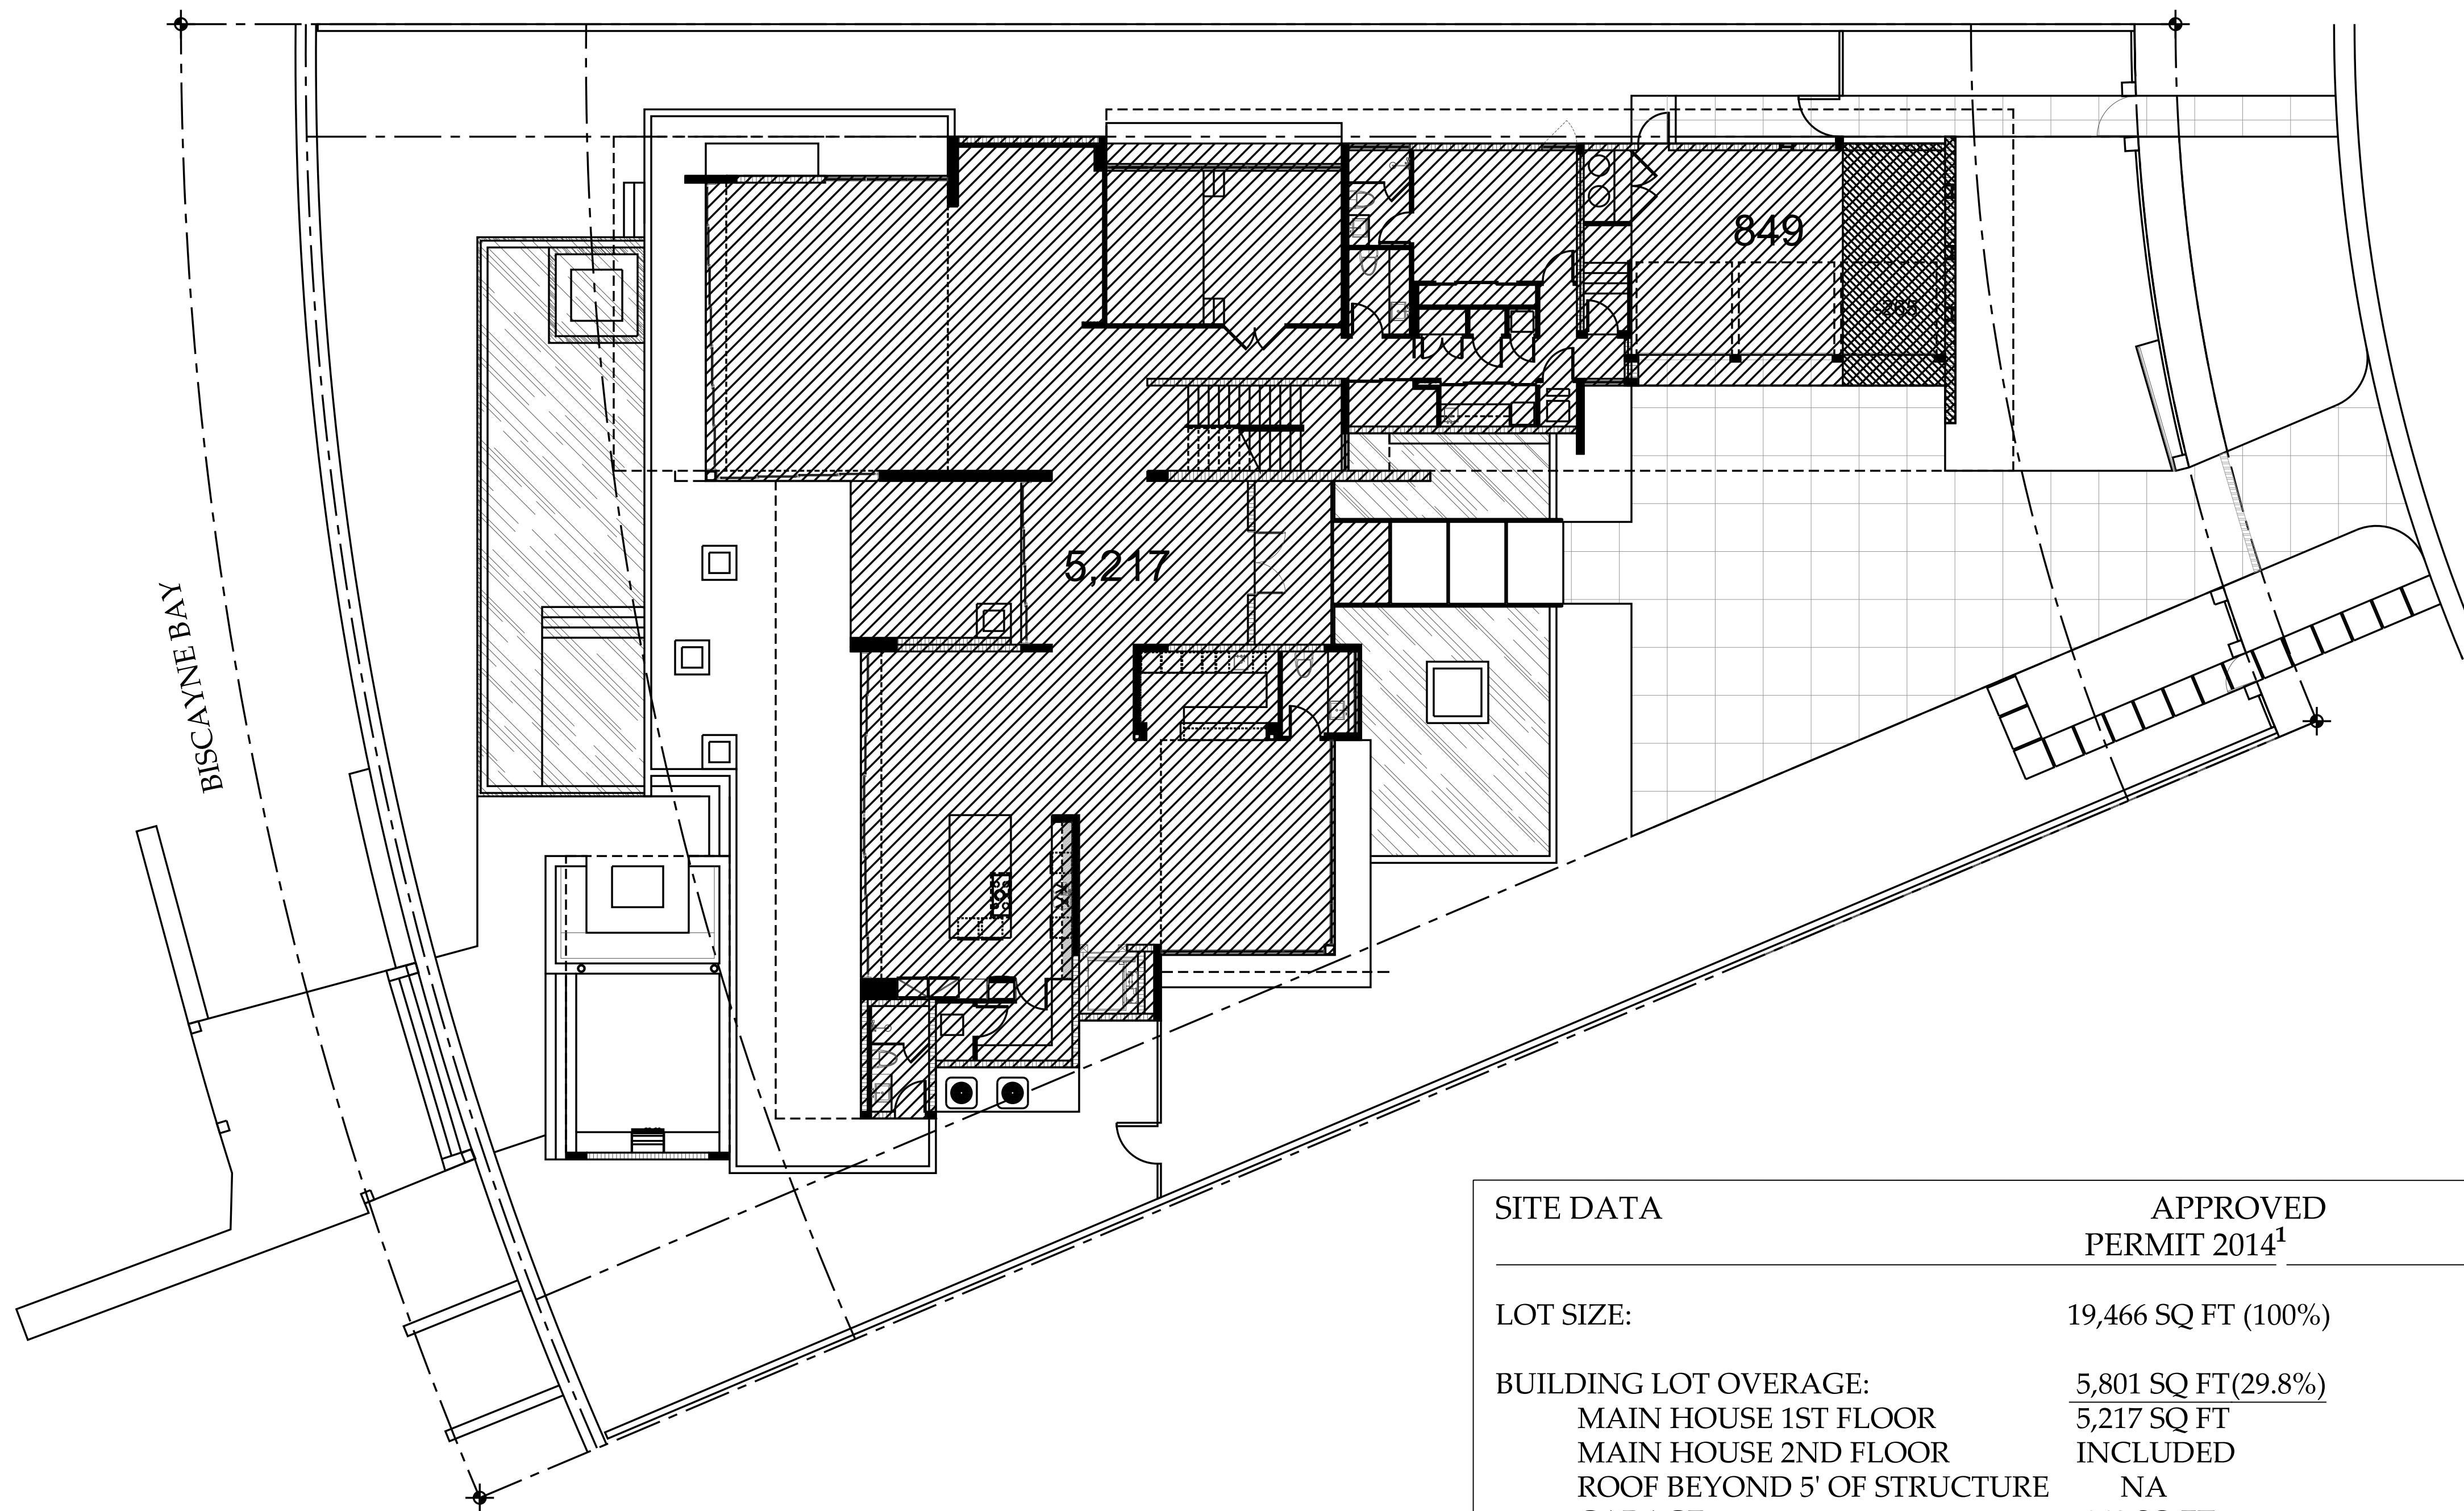 849
5,217
BISCAYNE BAY
SITE DATA APPROVED
PERMIT 2014¹
LOT SIZE: 19,466 SQ FT (100%)
BUILDING LOT OVERAGE: 5,801 SQ FT(29.8%)
MAIN HOUSE 1ST FLOOR 5,217 SQ FT
MAIN HOUSE 2ND FLOOR INCLUDED
ROOF BEYOND 5' OF STRUCTURE NA